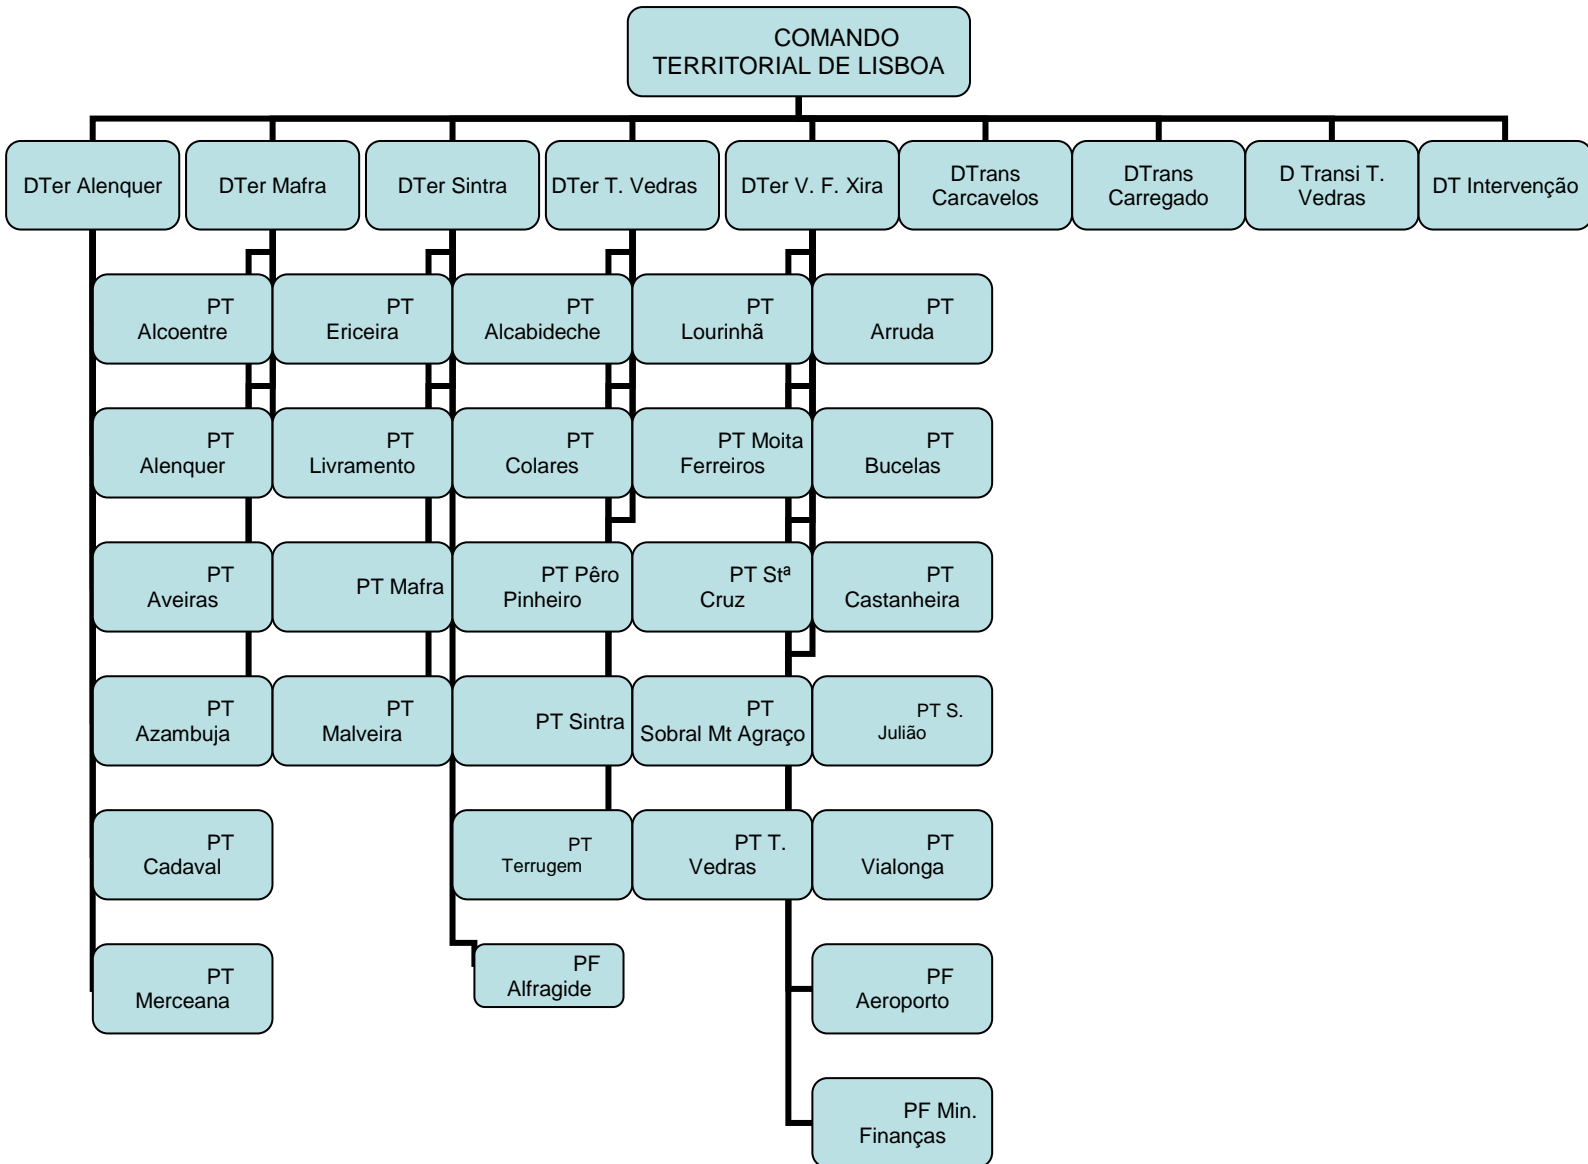 COMANDO
TERRITORIAL DE LISBOA
DTer Alenquer
DTer Mafra
DTer Sintra
DTer T. Vedras
DTer V. F. Xira
DTrans
Carcavelos
DTrans
Carregado
D Transi T.
Vedras
DT Intervenção
PT
Alcoentre
PT
Ericeira
PT
Alcabideche
PT
Lourinhã
PT
Arruda
PT
Alenquer
PT
Livramento
PT
Colares
PT Moita
Ferreiros
PT
Bucelas
PT
Aveiras
PT Mafra
PT Pêro
Pinheiro
PT Stª
Cruz
PT
Castanheira
PT
Azambuja
PT
Malveira
PT Sintra
PT
Sobral Mt Agraço
PT S.
Julião
PT
Cadaval
PT
Terrugem
PT T.
Vedras
PT
Vialonga
PT
Merceana
PF
Alfragide
PF
Aeroporto
PF Min.
Finanças